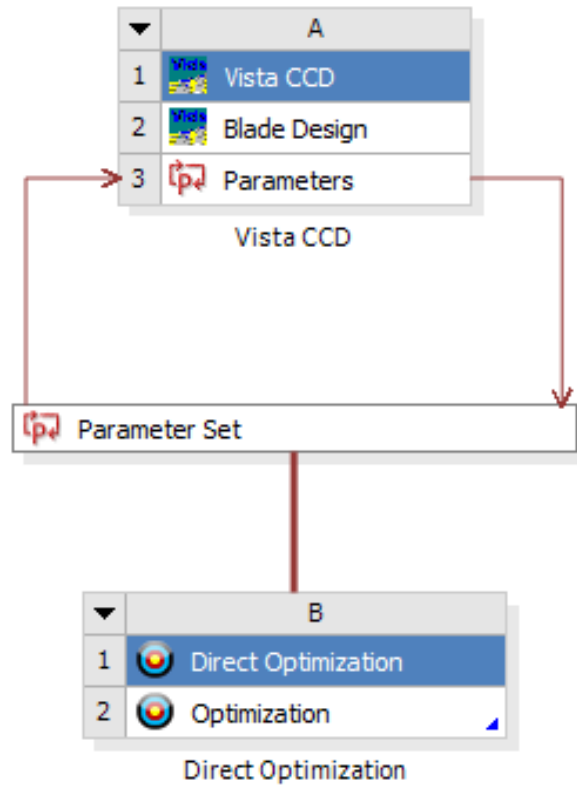 A
1 Vista CCD
2 Blade Design
3 Parameters
Vista CCD
Parameter Set
B
1 Direct Optimization
2 Optimization
Direct Optimization